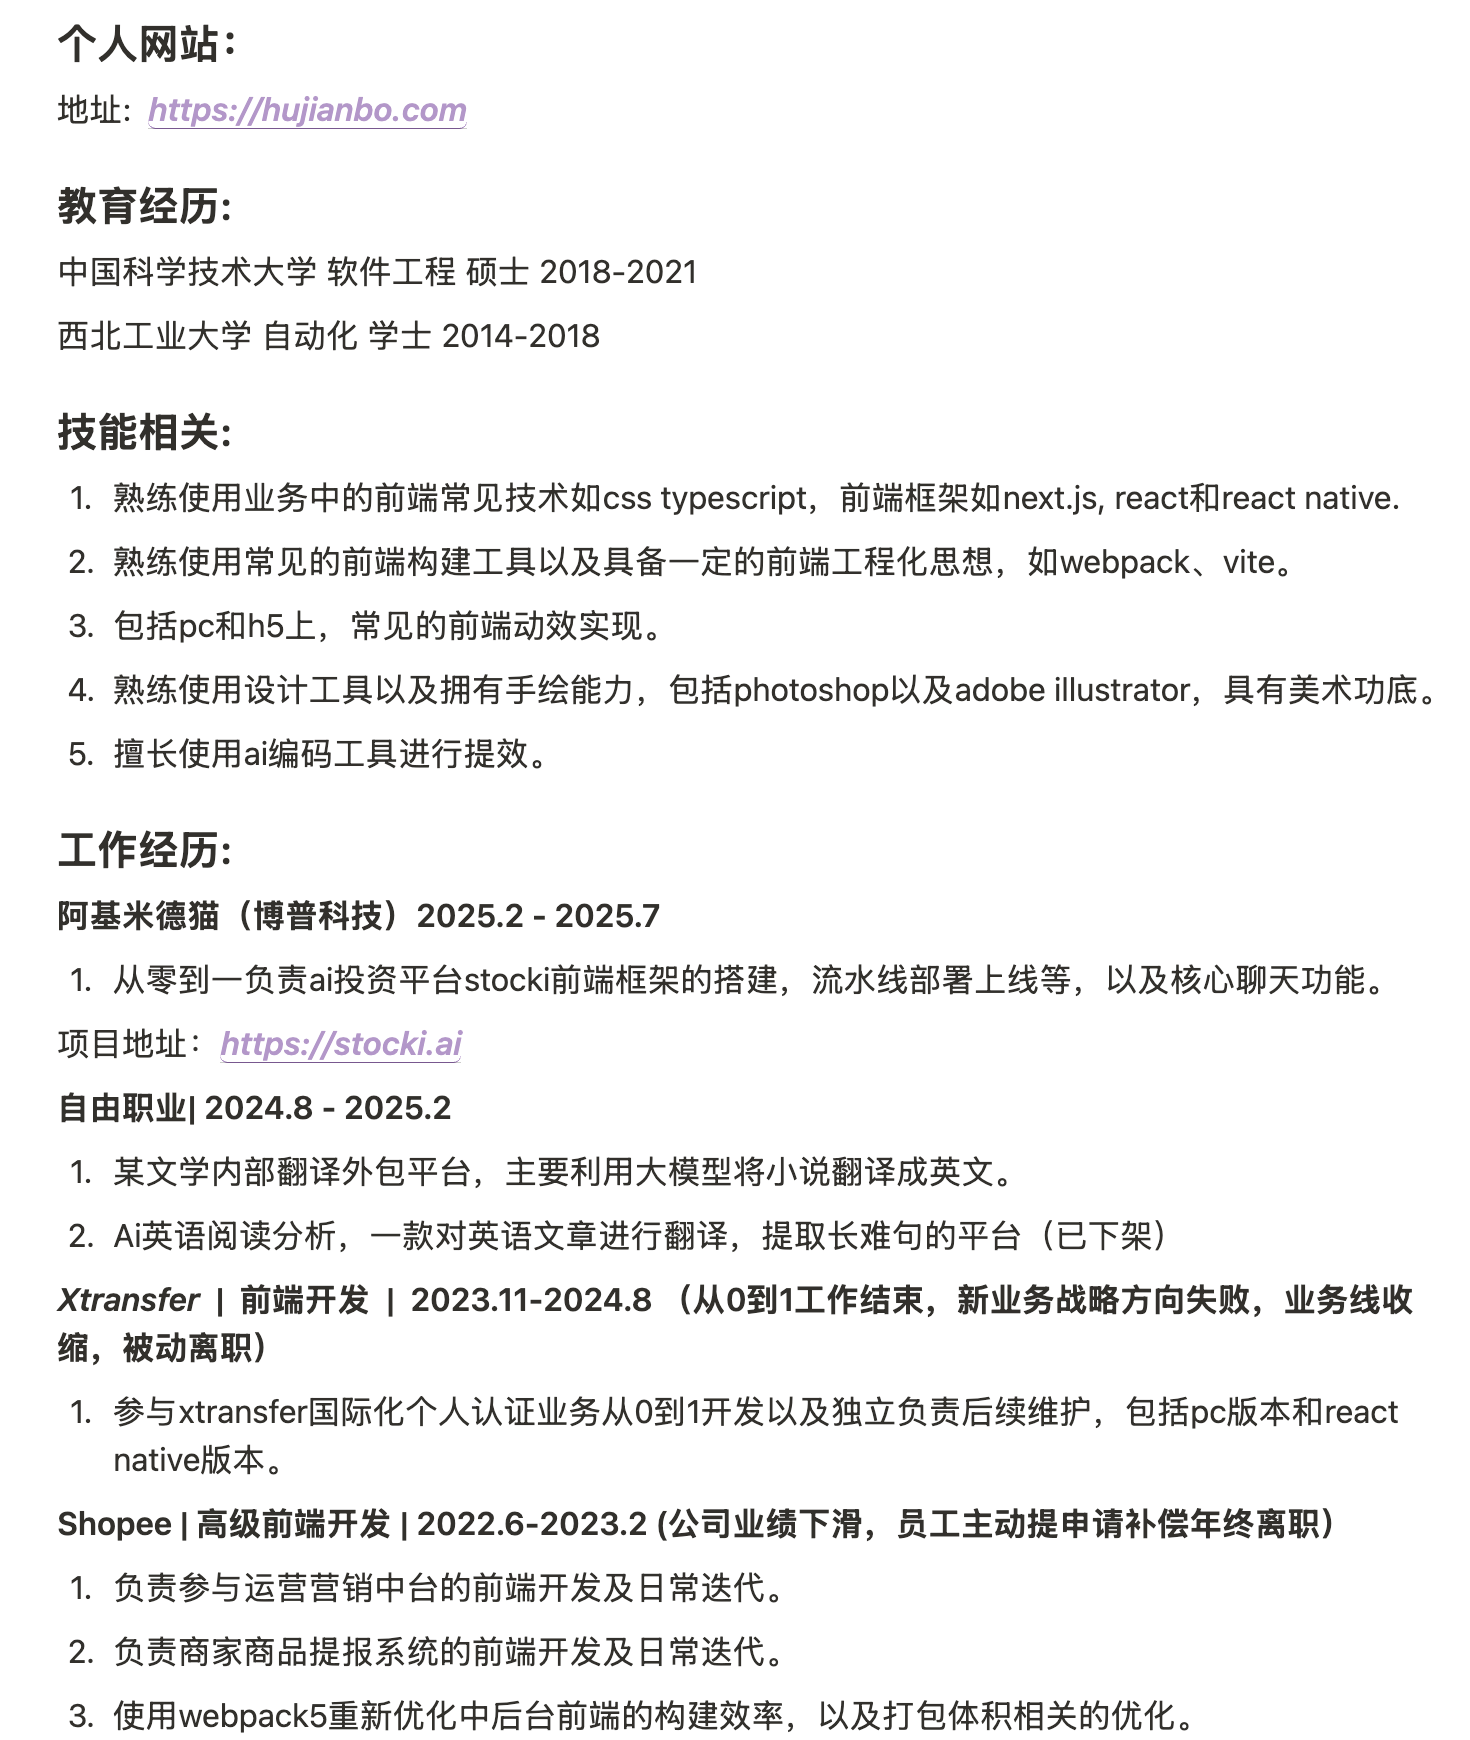 个人网站：
地址：https://hujianbo.com
教育经历:
中国科学技术大学 软件工程 硕士 2018-2021
西北工业大学 自动化 学士 2014-2018
技能相关:
1. 熟练使用业务中的前端常见技术如css typescript，前端框架如next.js, react和react native.
2. 熟练使用常见的前端构建工具以及具备一定的前端工程化思想，如webpack、vite。
3. 包括pc和h5上，常见的前端动效实现。
4. 熟练使用设计工具以及拥有手绘能力，包括photoshop以及adobe illustrator，具有美术功底。
5. 擅长使用ai编码工具进行提效。
工作经历:
阿基米德猫（博普科技）2025.2 - 2025.7
1. 从零到一负责ai投资平台stocki前端框架的搭建，流水线部署上线等，以及核心聊天功能。
项目地址：https://stocki.ai
自由职业| 2024.8 - 2025.2
1. 某文学内部翻译外包平台，主要利用大模型将小说翻译成英文。
2. Ai英语阅读分析，一款对英语文章进行翻译，提取长难句的平台（已下架）
Xtransfer | 前端开发 | 2023.11-2024.8 （从0到1工作结束，新业务战略方向失败，业务线收
缩，被动离职）
1. 参与xtransfer国际化个人认证业务从0到1开发以及独立负责后续维护，包括pc版本和react
native版本。
Shopee | 高级前端开发 | 2022.6-2023.2 (公司业绩下滑，员工主动提申请补偿年终离职）
1. 负责参与运营营销中台的前端开发及日常迭代。
2. 负责商家商品提报系统的前端开发及日常迭代。
3. 使用webpack5重新优化中后台前端的构建效率，以及打包体积相关的优化。